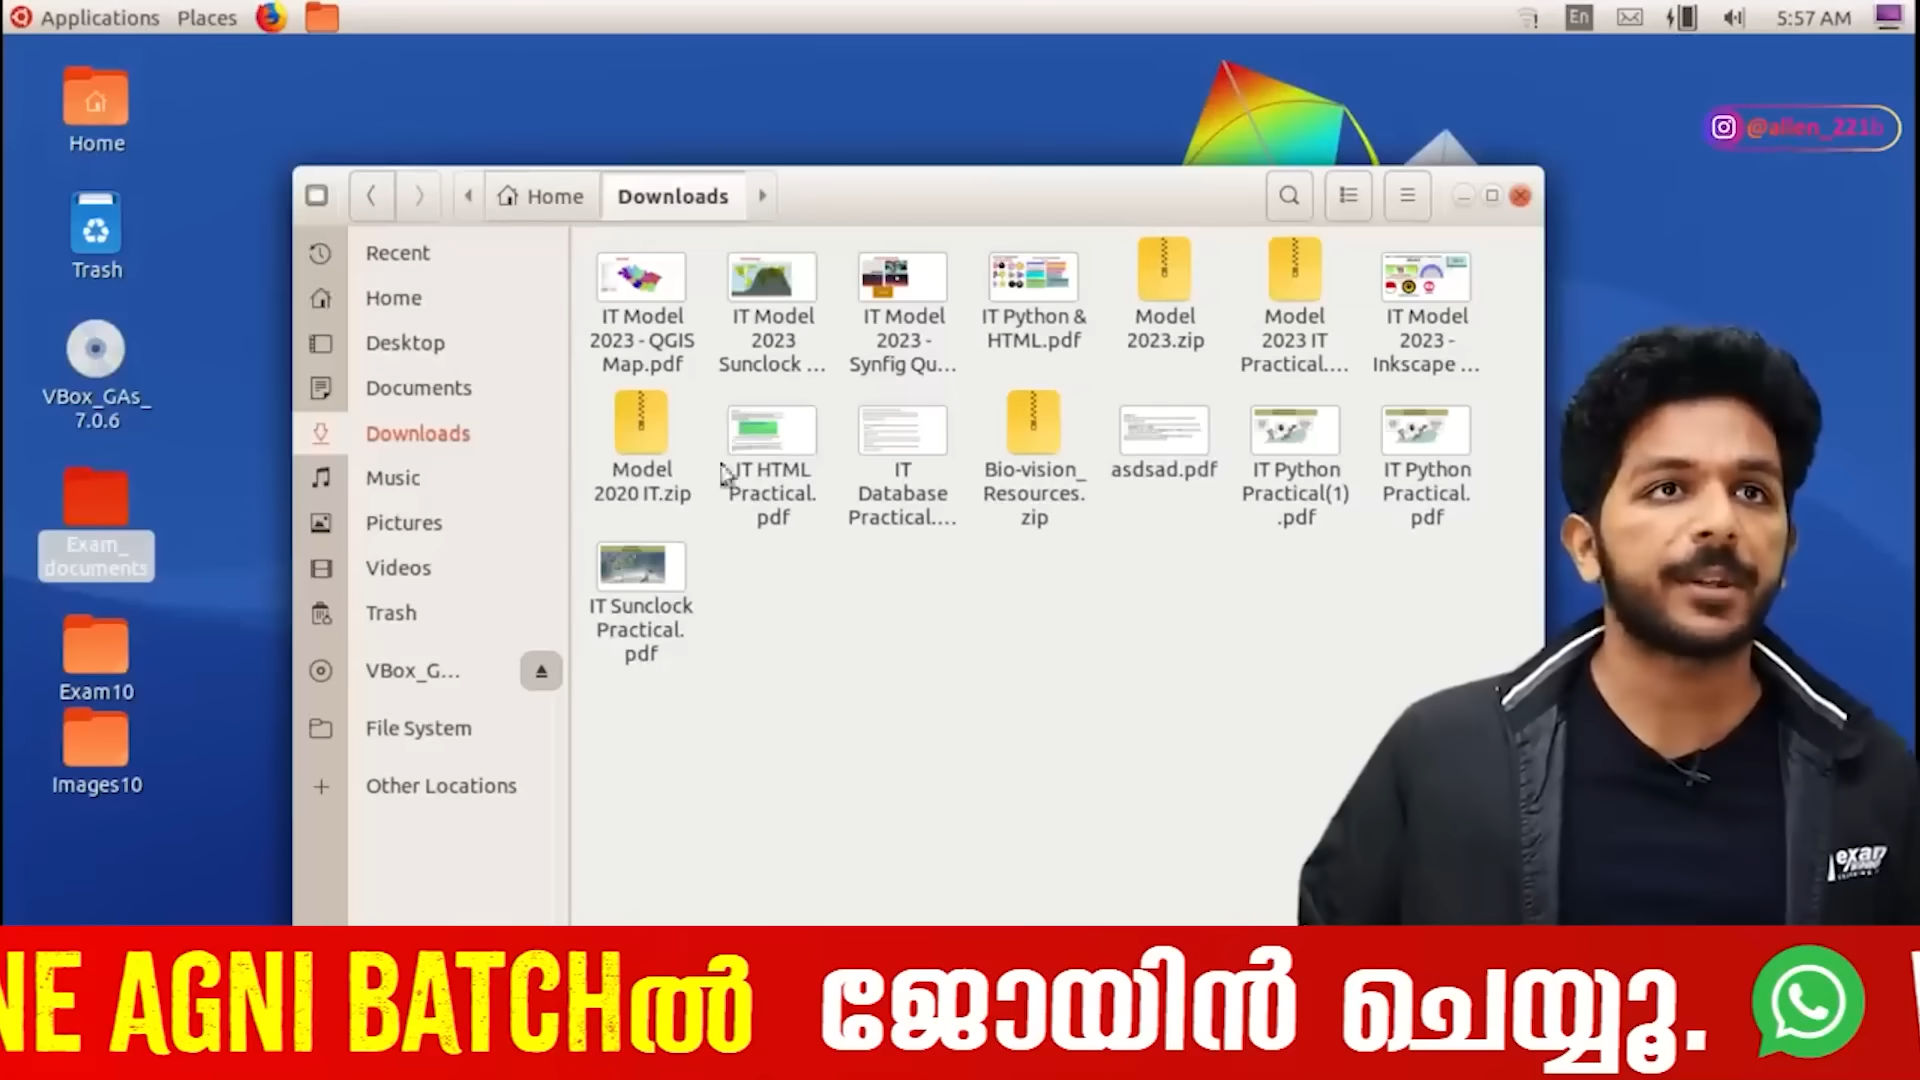 Applications Places
En
5:57 AM
@allen_221b
Home
Trash
VBox_GAs_
7.0.6
Exam_
documents
Exam10
Images10
Home
Downloads
Recent
Home
Desktop
Documents
Downloads
Music
Pictures
Videos
Trash
VBox_G...
File System
Other Locations
IT Model
2023 - QGIS
Map.pdf
IT Model
2023
Sunclock ...
IT Model
2023 -
Synfig Qu...
IT Python &
HTML.pdf
Model
2023.zip
Model
2023 IT
Practical....
IT Model
2023 -
Inkscape ...
Model
2020 IT.zip
IT HTML
Practical.
pdf
IT
Database
Practical....
Bio-vision_
Resources.
zip
asdsad.pdf
IT Python
Practical(1)
.pdf
IT Python
Practical.
pdf
IT Sunclock
Practical.
pdf
exam
NE AGNI BATCHൽ ജോയിൻ ചെയ്യൂ.